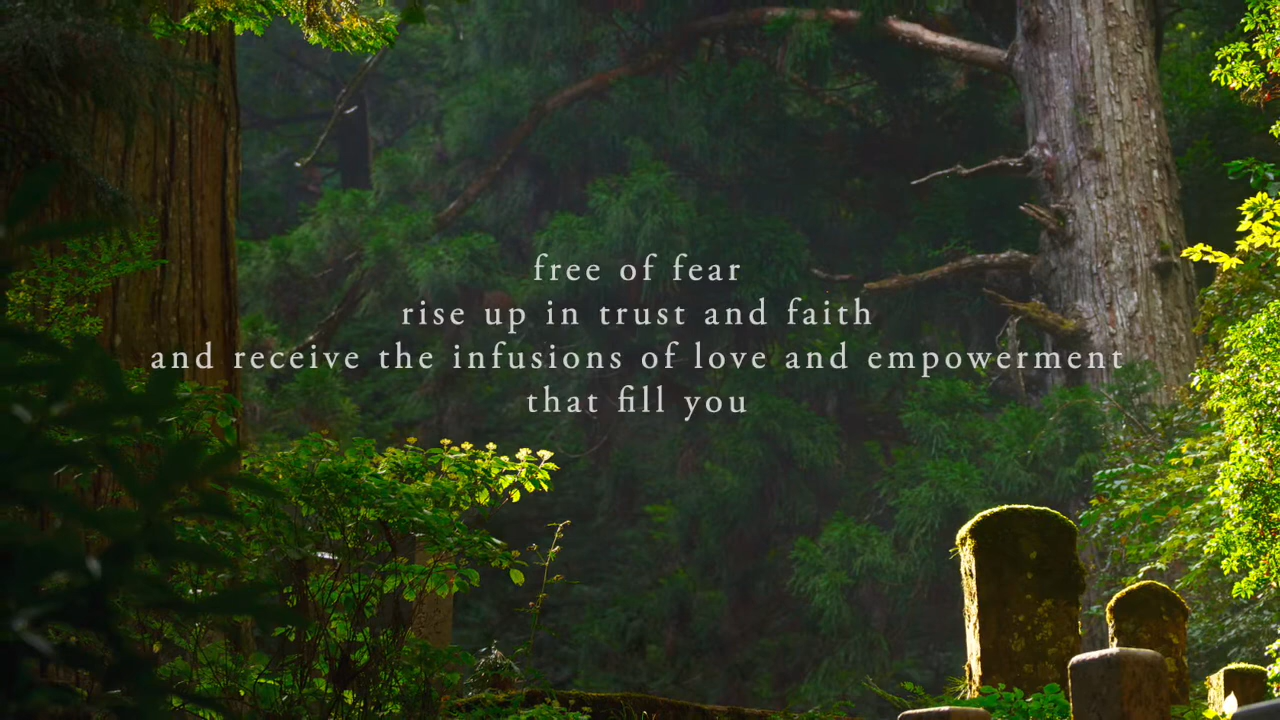 free of fear
rise up in trust and faith
and receive the infusions of love and empowerment
that fill you